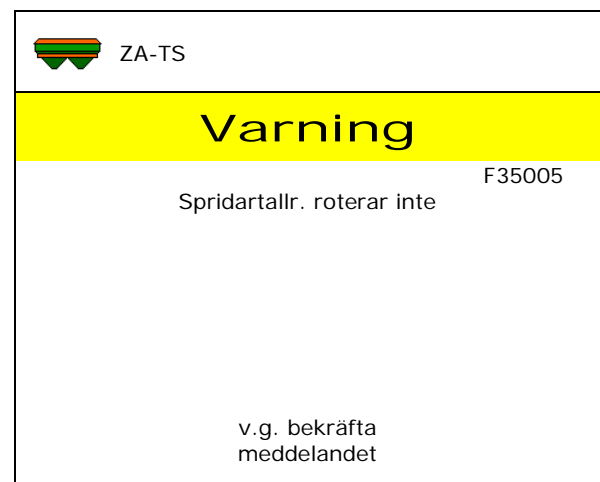 ZA-TS
Varning
F35005
Spridartallr. roterar inte
v.g. bekräfta
meddelandet